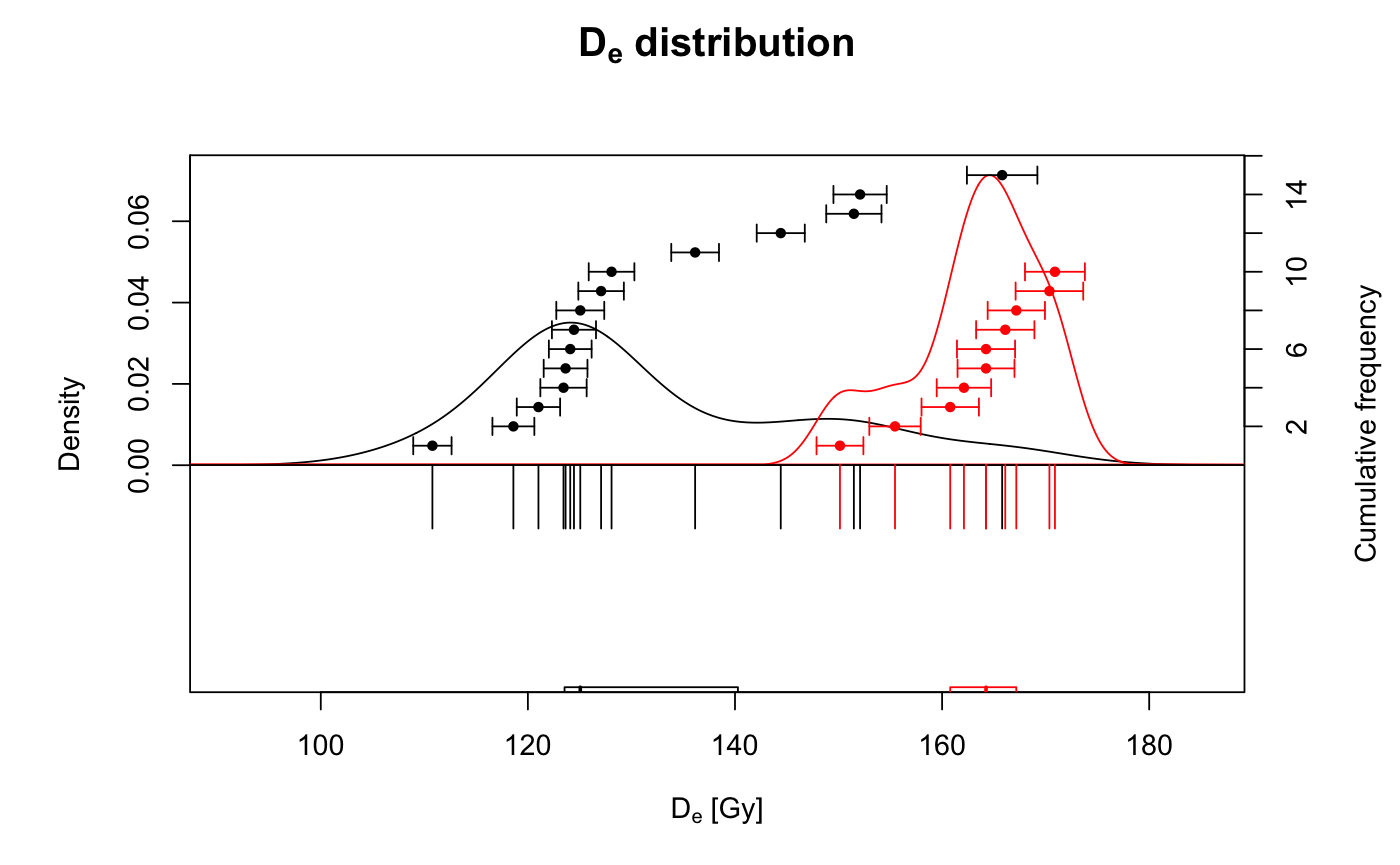 De distribution
Density
0.00 0.02 0.04 0.06
2 6 10 14
Cumulative frequency
100 120 140 160 180
De [Gy]